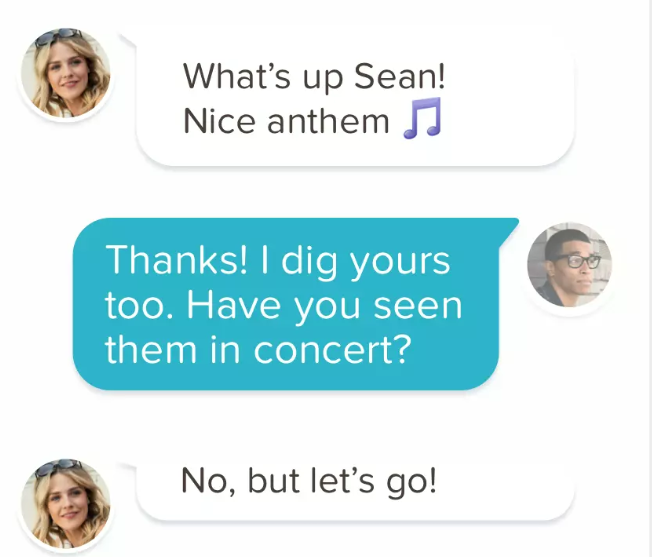 What’s up Sean!
Nice anthem 🎵
Thanks! I dig yours
too. Have you seen
them in concert?
No, but let’s go!